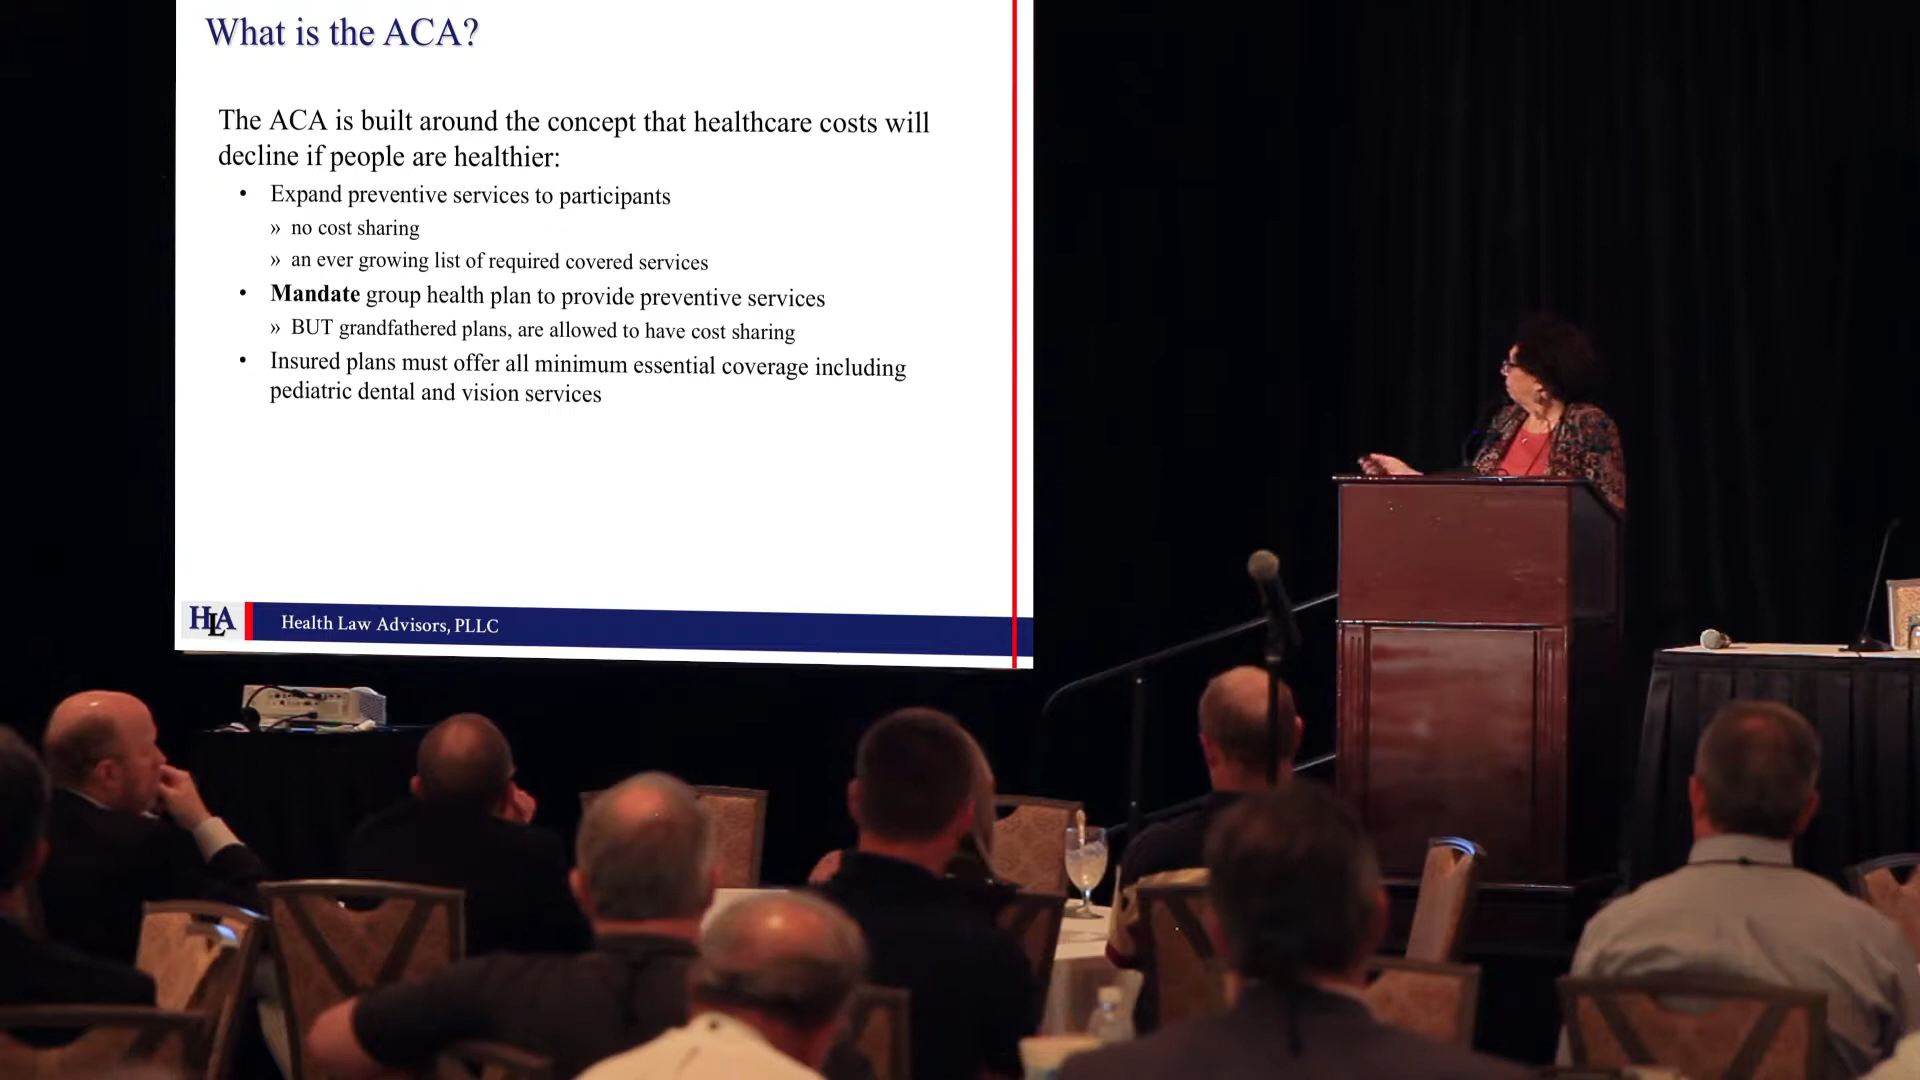 What is the ACA?
The ACA is built around the concept that healthcare costs will
decline if people are healthier:
• Expand preventive services to participants
» no cost sharing
» an ever growing list of required covered services
• Mandate group health plan to provide preventive services
» BUT grandfathered plans, are allowed to have cost sharing
• Insured plans must offer all minimum essential coverage including
pediatric dental and vision services
HLA
Health Law Advisors, PLLC